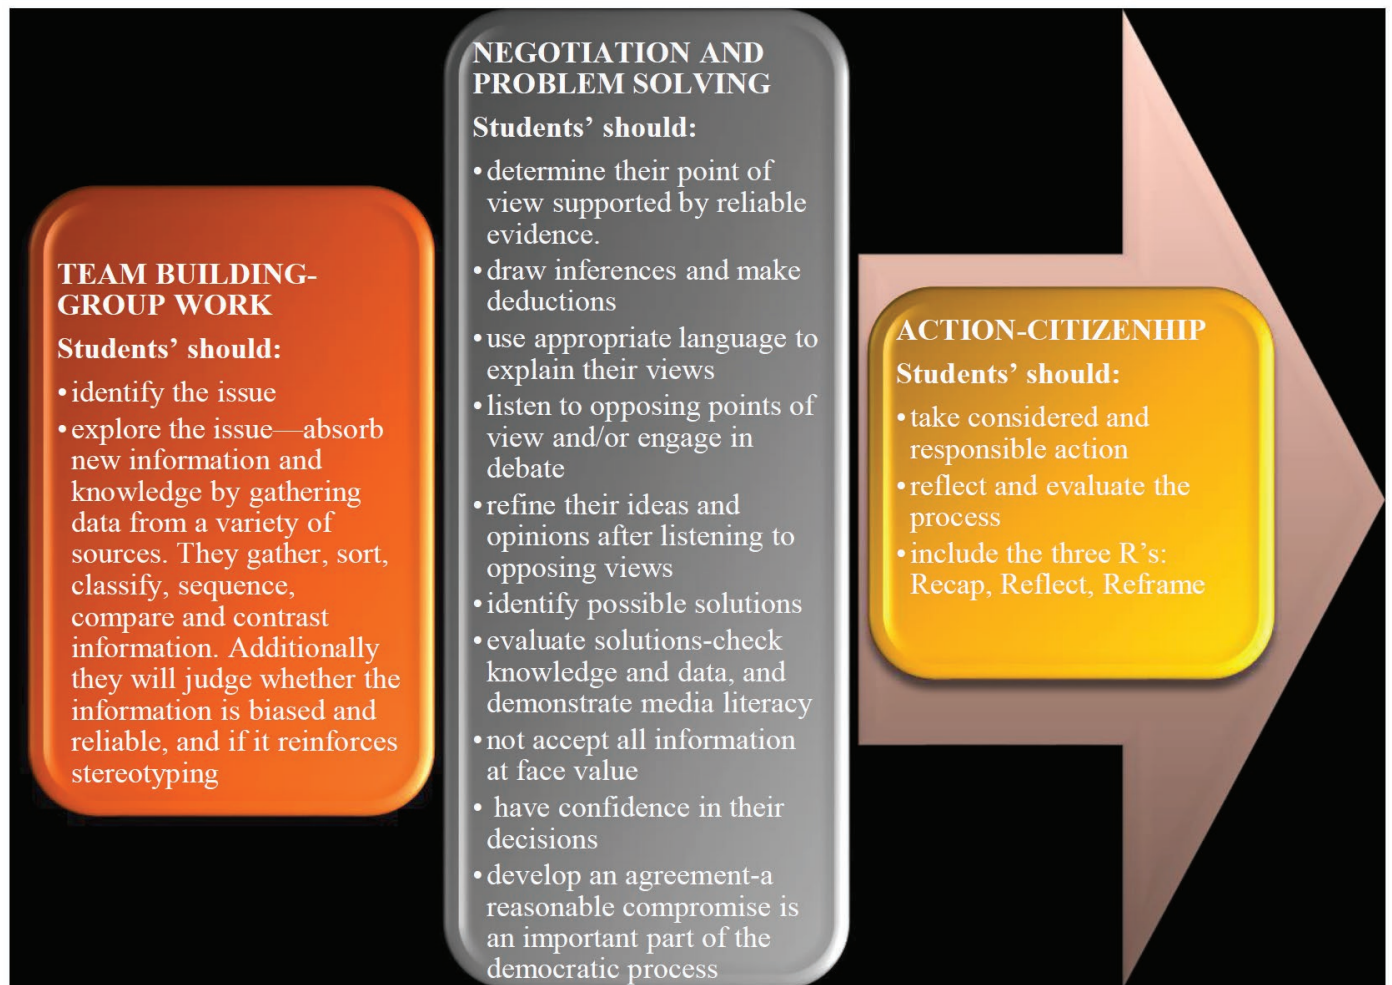 TEAM BUILDING-
GROUP WORK
Students' should:
•identify the issue
•explore the issue—absorb
new information and
knowledge by gathering
data from a variety of
sources. They gather, sort,
classify, sequence,
compare and contrast
information. Additionally
they will judge whether the
information is biased and
reliable, and if it reinforces
stereotyping
NEGOTIATION AND
PROBLEM SOLVING
Students’ should:
•determine their point of
view supported by reliable
evidence.
•draw inferences and make
deductions
•use appropriate language to
explain their views
•listen to opposing points of
view and/or engage in
debate
•refine their ideas and
opinions after listening to
opposing views
•identify possible solutions
•evaluate solutions-check
knowledge and data, and
demonstrate media literacy
•not accept all information
at face value
• have confidence in their
decisions
•develop an agreement-a
reasonable compromise is
an important part of the
democratic process
ACTION-CITIZENHIP
Students’ should:
•take considered and
responsible action
•reflect and evaluate the
process
•include the three R’s:
Recap, Reflect, Reframe